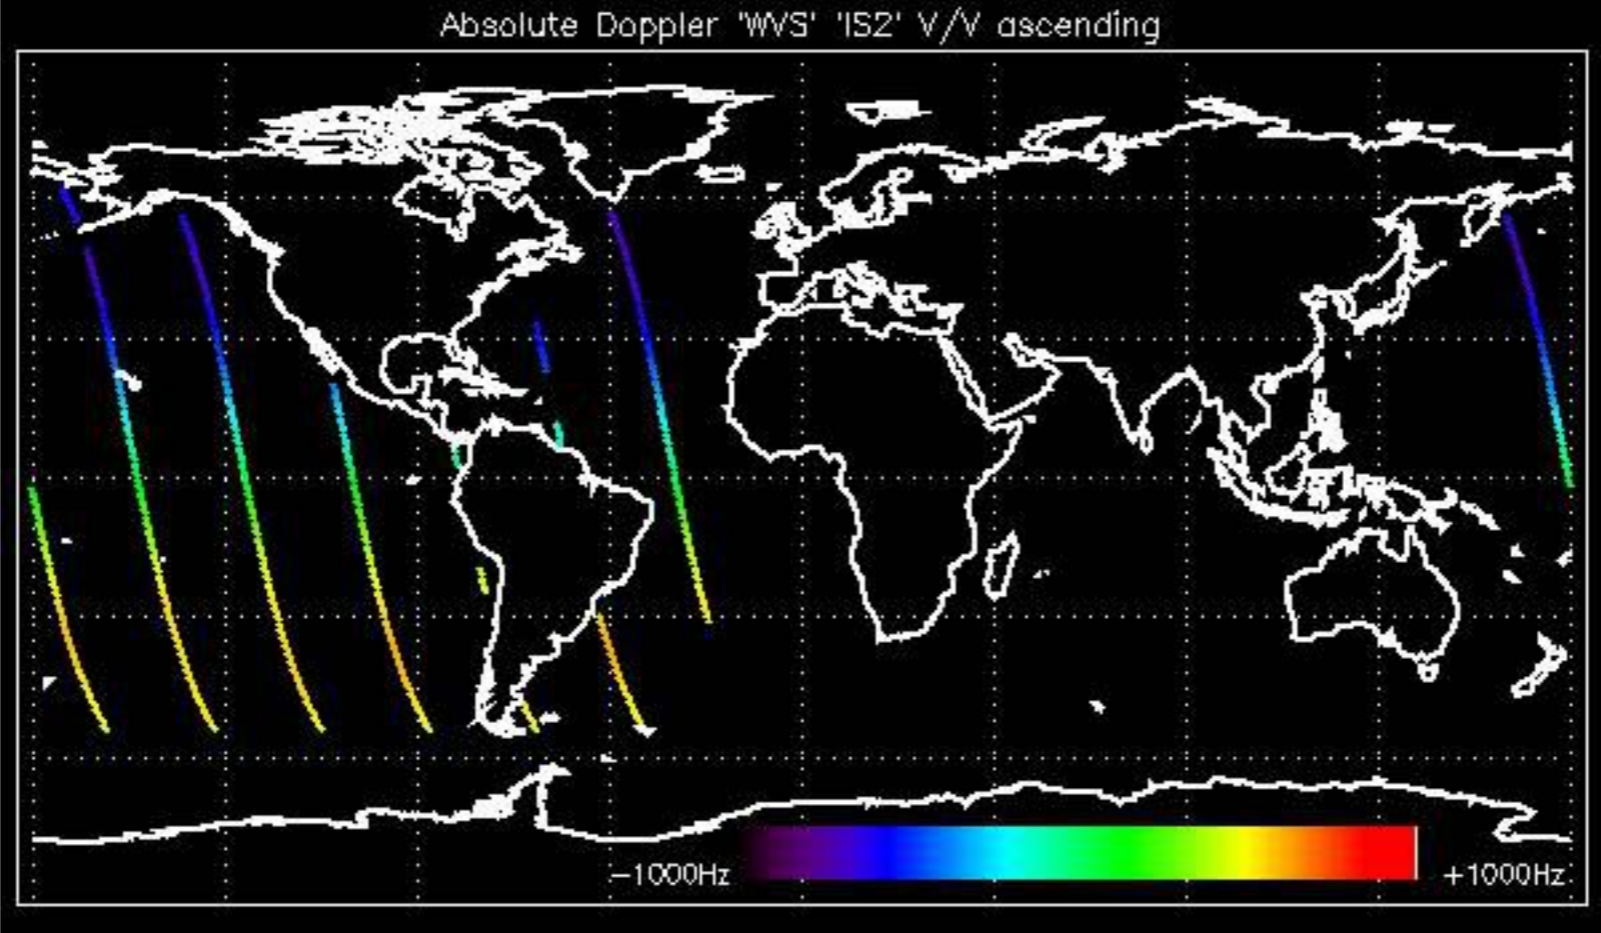 Absolute Doppler 'WVS' 'IS2' V/V ascending
-1000Hz +1000Hz